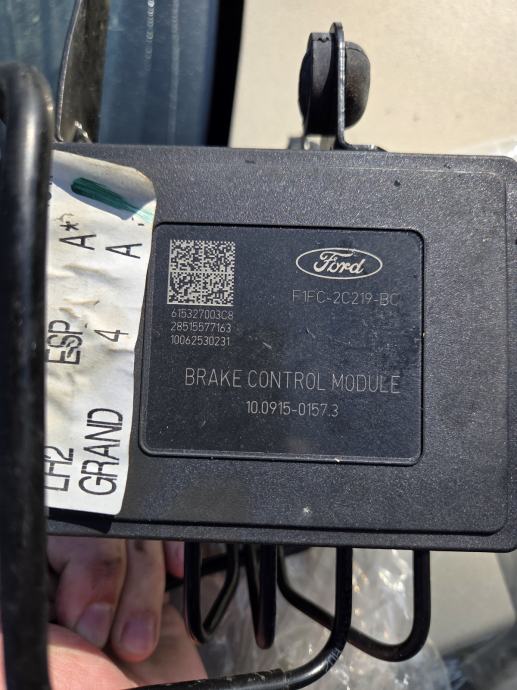 Ford
F1FC-2C219-BC
615327003C8
28515577163
10062530231
BRAKE CONTROL MODULE
10.0915-0157.3
LH2 ESP A*
GRAND 4 A